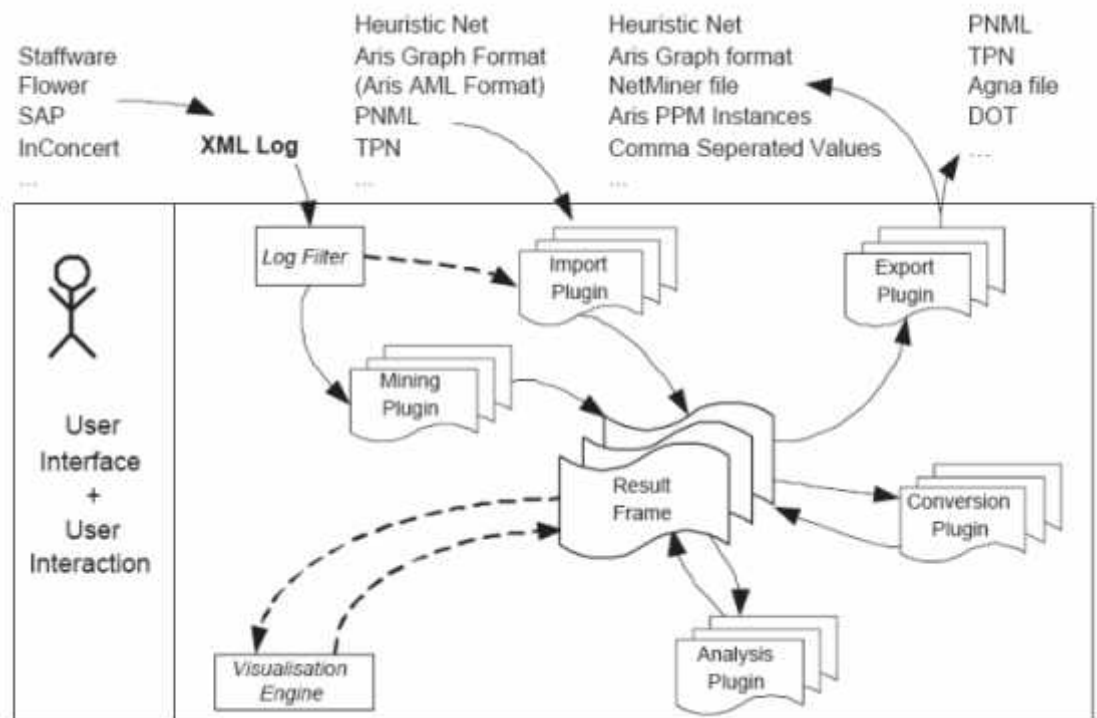 Staffware
Flower
SAP
InConcert
...
XML Log
Heuristic Net
Aris Graph Format
(Aris AML Format)
PNML
TPN
...
Heuristic Net
Aris Graph format
NetMiner file
Aris PPM Instances
Comma Seperated Values
...
PNML
TPN
Agna file
DOT
...
User
Interface
+
User
Interaction
Log Filter
Import
Plugin
Export
Plugin
Mining
Plugin
Result
Frame
Conversion
Plugin
Visualisation
Engine
Analysis
Plugin